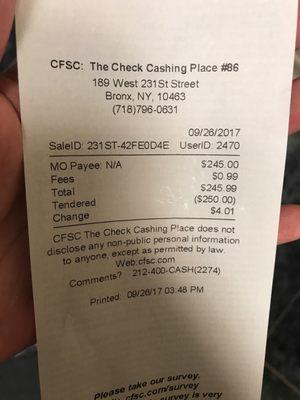 CFSC: The Check Cashing Place #86
189 West 231St Street
Bronx, NY, 10463
(718)796-0631
09/26/2017
SaleID: 231ST-42FE0D4E UserID: 2470
MO Payee: N/A $245.00
Fees $0.99
Total $245.99
Tendered ($250.00)
Change $4.01
CFSC The Check Cashing Place does not
disclose any non-public personal information
to anyone, except as permitted by law.
Web:cfsc.com
Comments? 212-400-CASH(2274)
Printed: 09/26/17 03:48 PM
Please take our survey.
cfsc.com/survey
survey is very